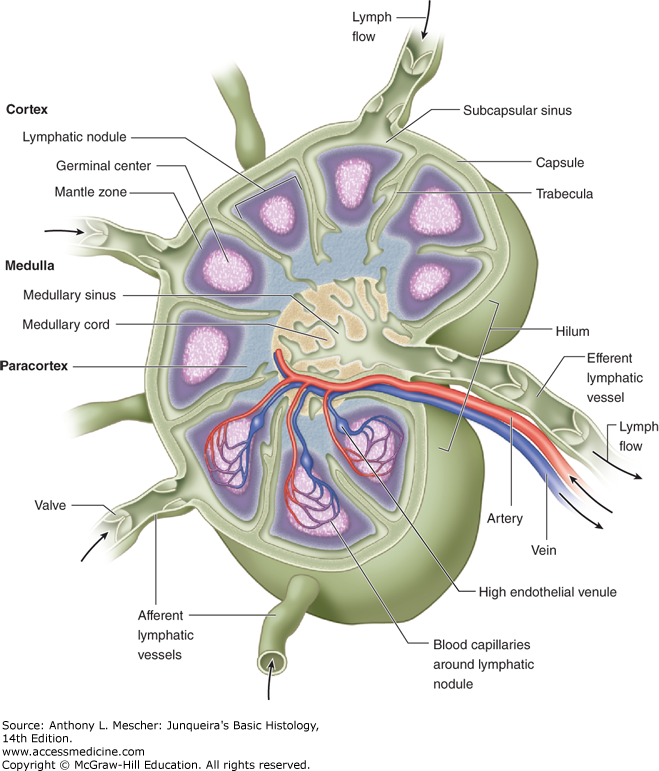 Lymph
flow
Cortex
Subcapsular sinus
Lymphatic nodule
Capsule
Germinal center
Trabecula
Mantle zone
Medulla
Medullary sinus
Medullary cord
Hilum
Paracortex
Efferent
lymphatic
vessel
Lymph
flow
Valve
Artery
Vein
High endothelial venule
Afferent
lymphatic
vessels
Blood capillaries
around lymphatic
nodule
Source: Anthony L. Mescher: Junqueira's Basic Histology,
14th Edition.
www.accessmedicine.com
Copyright © McGraw-Hill Education. All rights reserved.